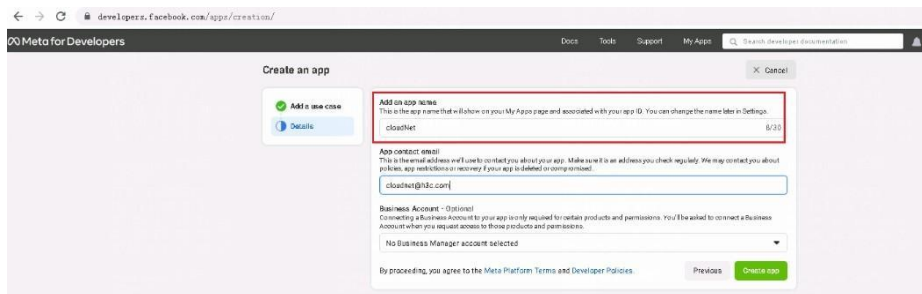 developers.facebook.com/apps/creation/
Meta for Developers
Docs Tools Support My Apps Search developer documentation
Create an app
Cancel
Add a use case
Details
Add an app name
This is the app name that will show on your My Apps page and associated with your app ID. You can change the name later in Settings.
cloudNet 8/30
App contact email
This is the email address we'll use to contact you about your app. Make sure it is an address you check regularly. We may contact you about
policies, app restrictions or recovery if your app is deleted or compromised.
cloudnet@h3c.com
Business Account - Optional
Connecting a Business Account to your app is only required for certain products and permissions. You'll be asked to connect a Business
Account when you request access to those products and permissions.
No Business Manager account selected
By proceeding, you agree to the Meta Platform Terms and Developer Policies.
Previous Create app